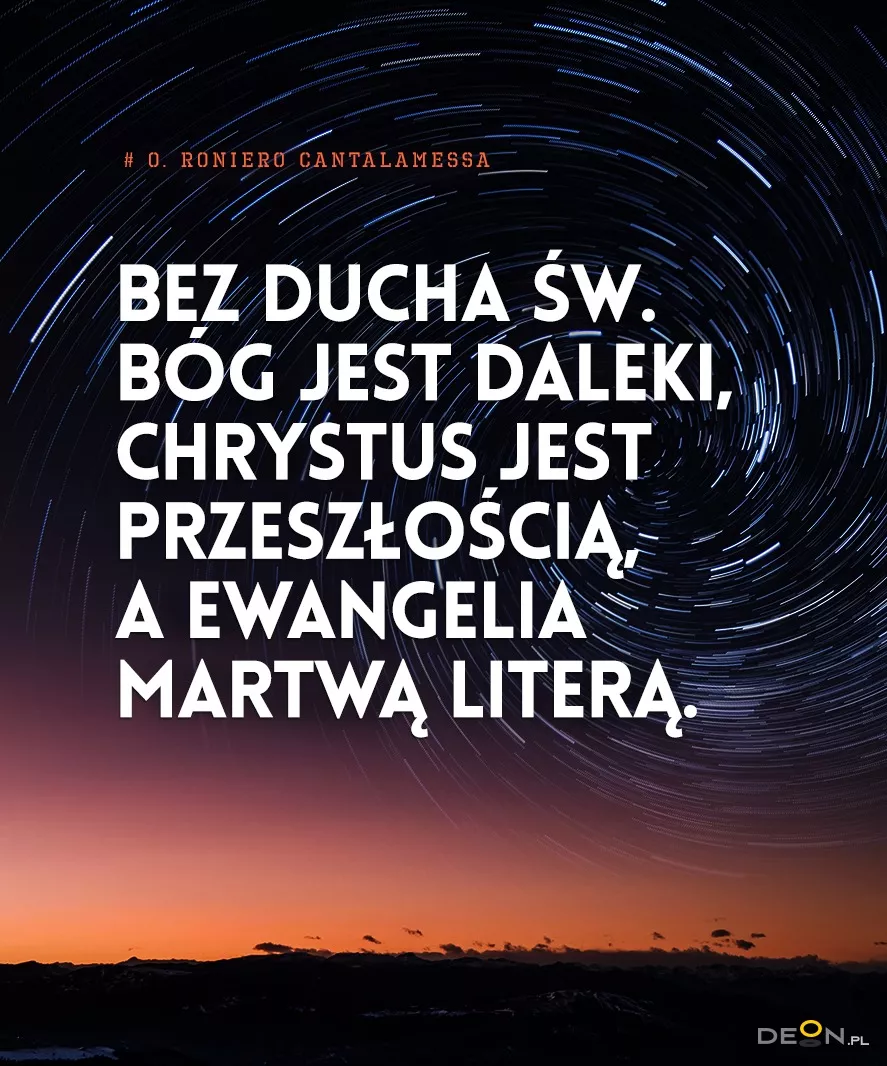 # O. RONIERO CANTALAMESSA
BEZ DUCHA ŚW.
BÓG JEST DALEKI,
CHRYSTUS JEST
PRZESZŁOŚCIĄ,
A EWANGELIA
MARTWĄ LITERĄ.
DEON.PL